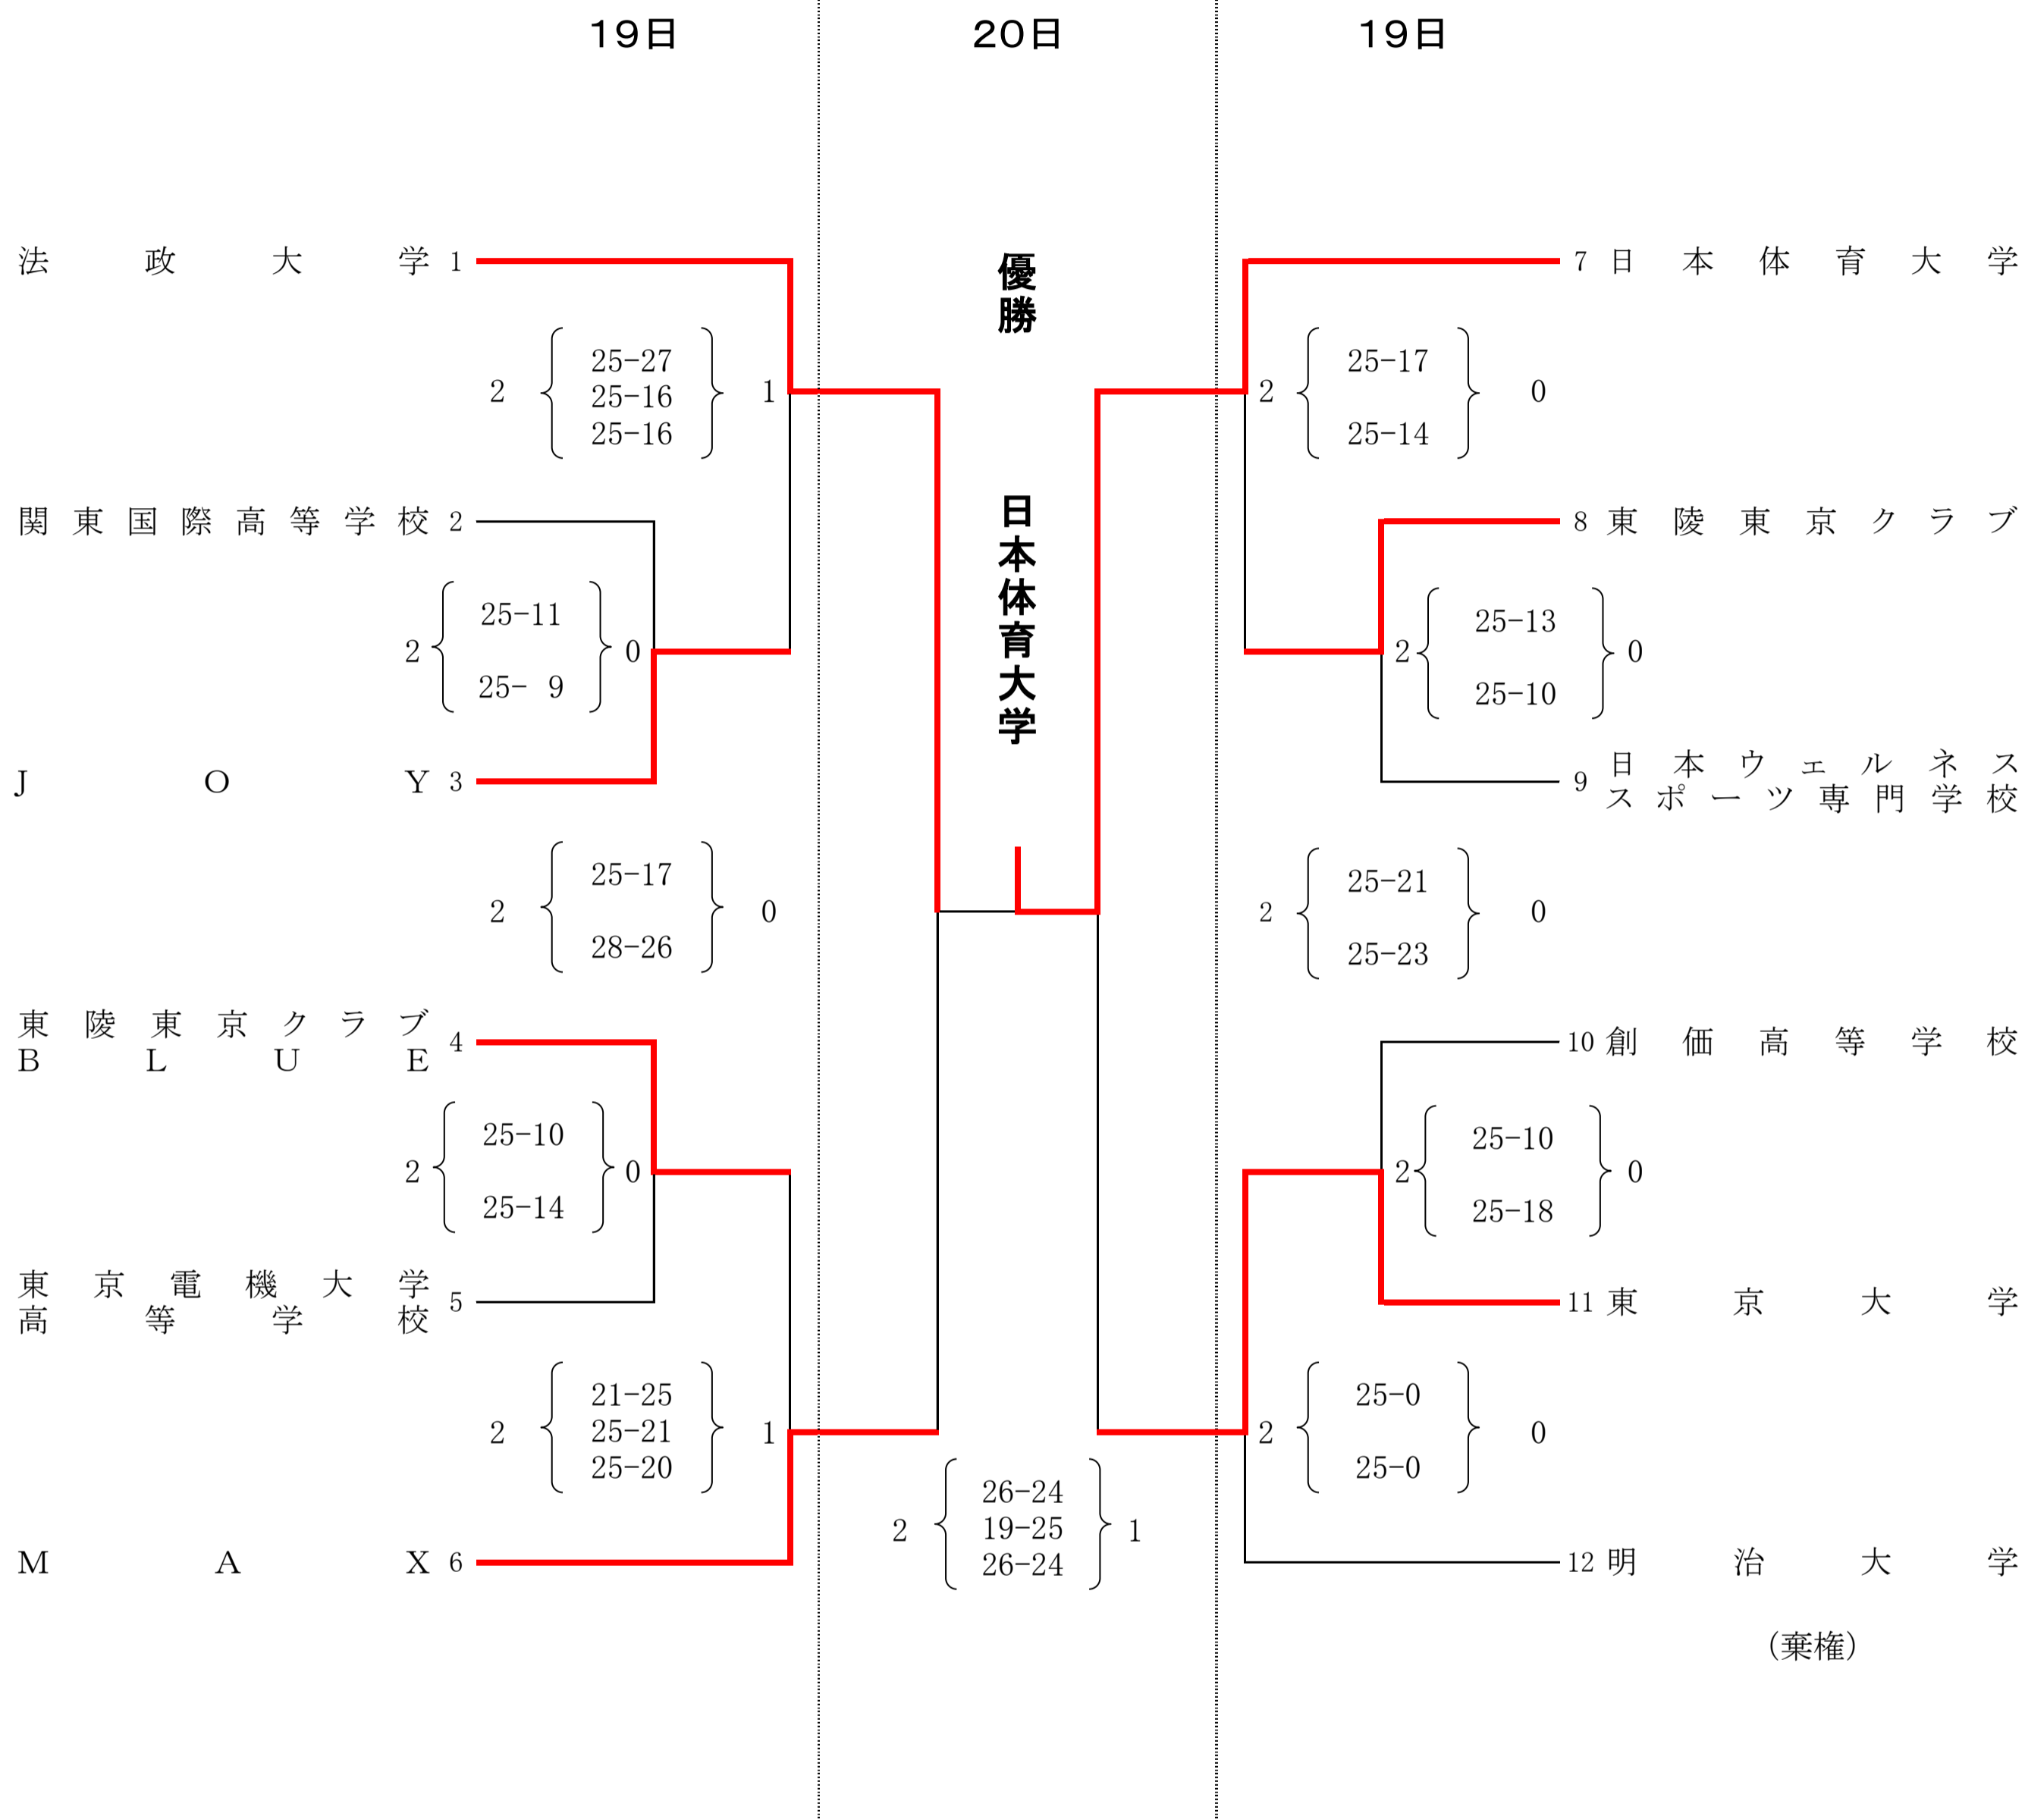 19日
20日
19日
法政大学 1
2 25-27 1
25-16
25-16
関東国際高等学校 2
2 25-11 0
25- 9
JOY 3
2 25-17 0
28-26
東陵東京クラブ
BLUE 4
2 25-10 0
25-14
東京電機大学
高等学校 5
2 21-25 1
25-21
25-20
MAX 6
優勝
日本体育大学
2 26-24 1
19-25
26-24
7 日本体育大学
2 25-17 0
25-14
8 東陵東京クラブ
2 25-13 0
25-10
9 日本ウェルネス
スポーツ専門学校
2 25-21 0
25-23
10 創価高等学校
2 25-10 0
25-18
11 東京大学
2 25-0 0
25-0
12 明治大学
（棄権）